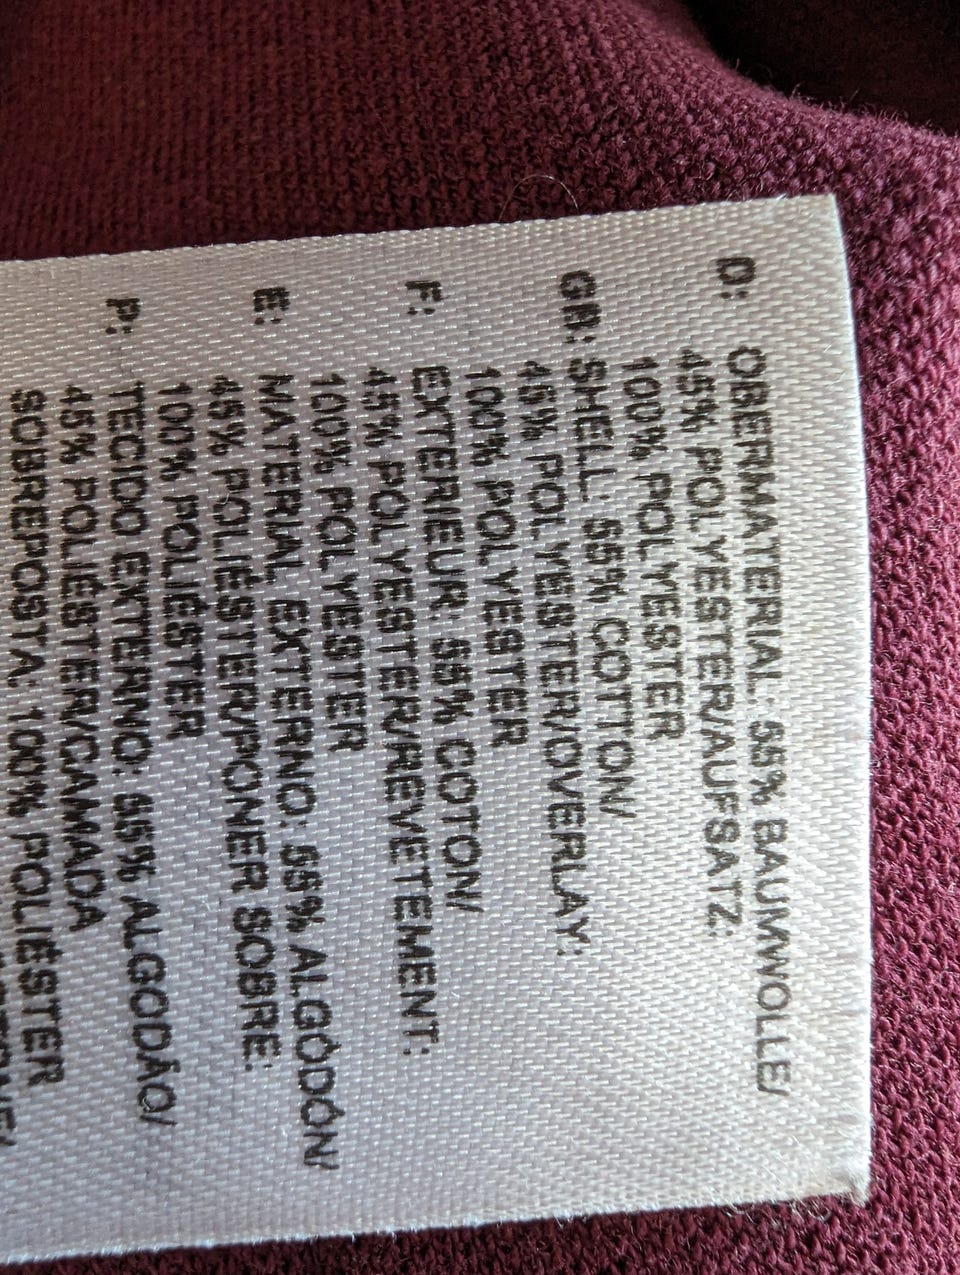 D: OBERMATERIAL: 55% BAUMWOLLE/
45% POLYESTER/AUFSATZ:
100% POLYESTER
GB: SHELL: 55% COTTON/
45% POLYESTER/OVERLAY:
100% POLYESTER
F: EXTERIEUR: 55% COTON/
45% POLYESTER/REVETEMENT:
100% POLYESTER
E: MATERIAL EXTERNO: 55% ALGODÓN/
45% POLIÉSTER/PONER SOBRE:
100% POLIÉSTER
P: TECIDO EXTERNO: 55% ALGODÃO/
45% POLIÉSTER/CAMADA
SOBREPOSTA: 100% POLIÉSTER